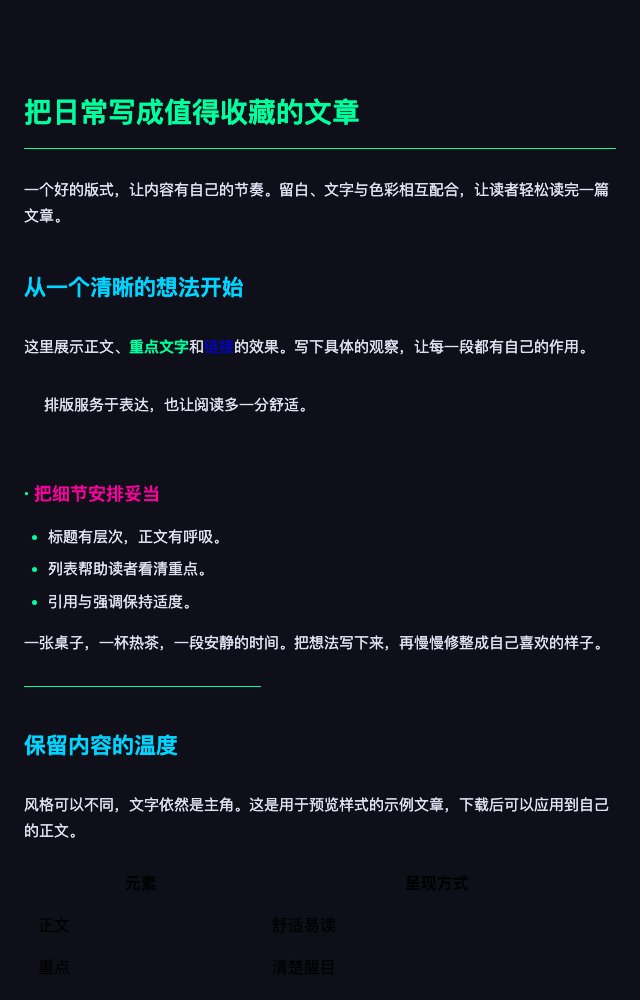 把日常写成值得收藏的文章
一个好的版式，让内容有自己的节奏。留白、文字与色彩相互配合，让读者轻松读完一篇
文章。
从一个清晰的想法开始
这里展示正文、重点文字和链接的效果。写下具体的观察，让每一段都有自己的作用。
排版服务于表达，也让阅读多一分舒适。
· 把细节安排妥当
• 标题有层次，正文有呼吸。
• 列表帮助读者看清重点。
• 引用与强调保持适度。
一张桌子，一杯热茶，一段安静的时间。把想法写下来，再慢慢修整成自己喜欢的样子。
保留内容的温度
风格可以不同，文字依然是主角。这是用于预览样式的示例文章，下载后可以应用到自己
的正文。
元素 呈现方式
正文 舒适易读
重点 清楚醒目